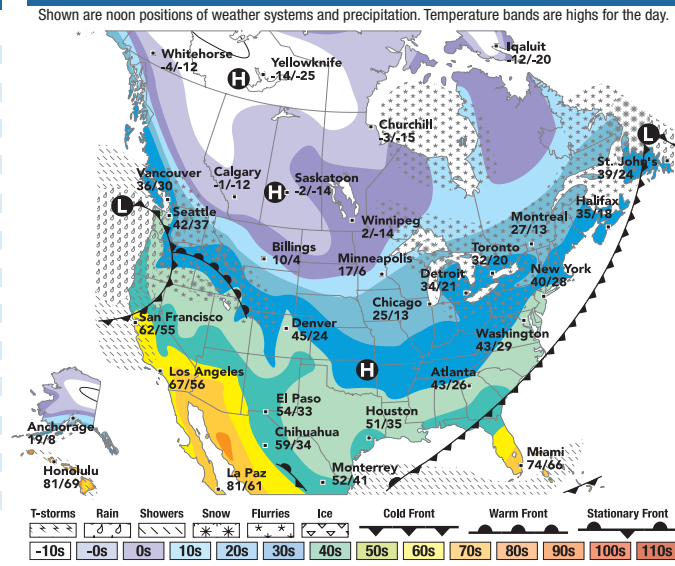 Shown are noon positions of weather systems and precipitation. Temperature bands are highs for the day.
Whitehorse
-4/-12
Yellowknife
-14/-25
Iqaluit
-12/-20
H
Churchill
-3/-15
L
St. John's
39/24
Vancouver
36/30
Calgary
-1/-12
H
Saskatoon
-2/-14
L
Seattle
42/37
Winnipeg
2/-14
Halifax
35/18
Montreal
27/13
Billings
10/4
Minneapolis
17/6
Toronto
32/20
Detroit
34/21
New York
40/28
Chicago
25/13
San Francisco
62/55
Denver
45/24
Washington
43/29
Los Angeles
67/56
H
Atlanta
43/26
El Paso
54/33
Houston
51/35
Anchorage
19/8
Chihuahua
59/34
Honolulu
81/69
La Paz
81/61
Monterrey
52/41
Miami
74/66
T-storms Rain Showers Snow Flurries Ice Cold Front Warm Front Stationary Front
-10s -0s 0s 10s 20s 30s 40s 50s 60s 70s 80s 90s 100s 110s